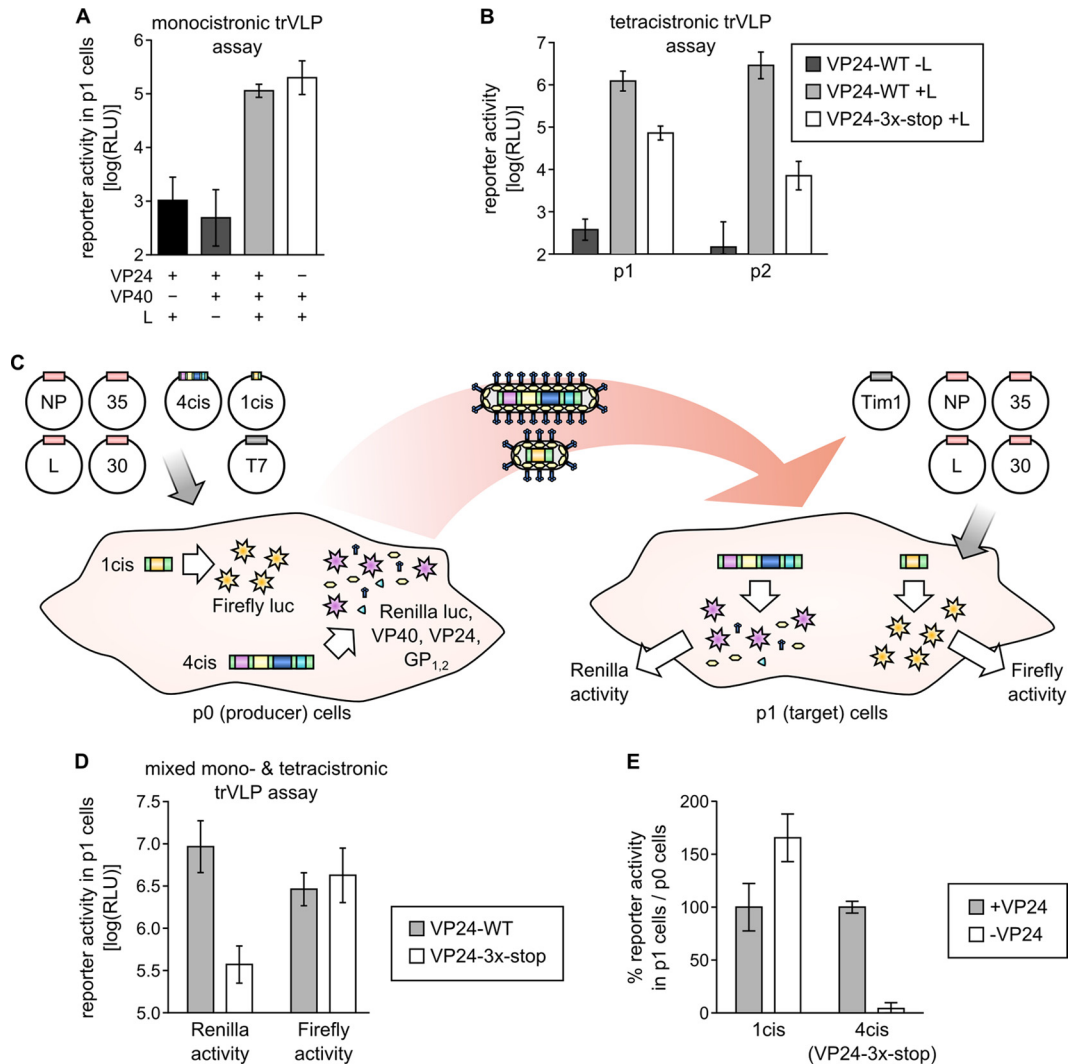 A
monocistronic trVLP
assay
reporter activity in p1 cells
[log(RLU)]
6
5
4
3
2
VP24 + + + –
VP40 – + + +
L + – + +
B
tetracistronic trVLP
assay
reporter activity
[log(RLU)]
7
6
5
4
3
2
p1 p2
VP24-WT -L
VP24-WT +L
VP24-3x-stop +L
C
NP 35 4cis 1cis
L 30 T7
Tim1 NP 35
L 30
1cis
Firefly luc
Renilla luc,
VP40, VP24,
GP1,2
4cis
p0 (producer) cells
Renilla
activity
Firefly
activity
p1 (target) cells
D
mixed mono- & tetracistronic
trVLP assay
reporter activity in p1 cells
[log(RLU)]
7.5
7.0
6.5
6.0
5.5
5.0
Renilla
activity
Firefly
activity
VP24-WT
VP24-3x-stop
E
% reporter activity
in p1 cells / p0 cells
200
150
100
50
0
1cis 4cis
(VP24-3x-stop)
+VP24
-VP24